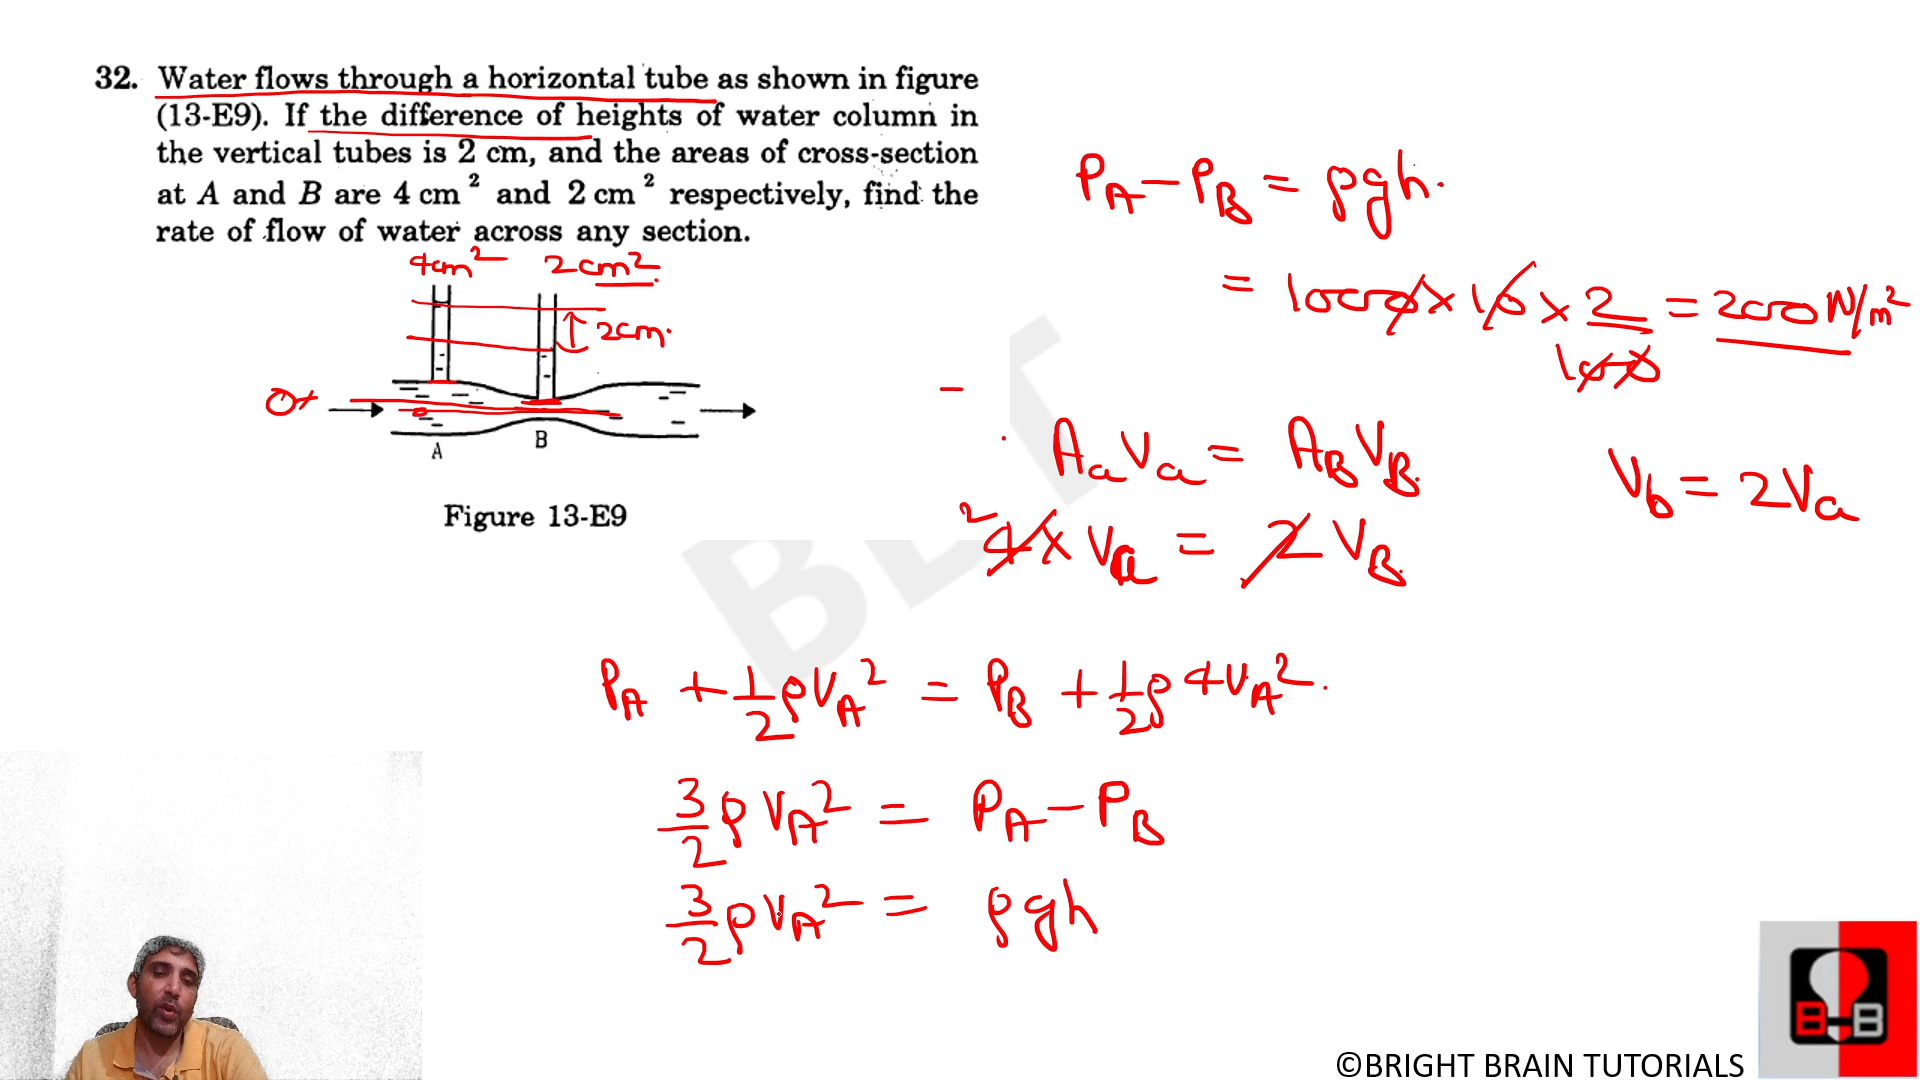 32. Water flows through a horizontal tube as shown in figure
(13-E9). If the difference of heights of water column in
the vertical tubes is 2 cm, and the areas of cross-section
at A and B are 4 cm² and 2 cm² respectively, find the
rate of flow of water across any section.
4cm² 2cm²
2cm.
A B
Figure 13-E9
P_A - P_B = ρgh.
= 1000 × 10 × 2/100 = 200 N/m²
A_a V_a = A_B V_B
V_b = 2V_a
2
4 × V_a = 2 V_B
P_A + 1/2 ρV_A² = P_B + 1/2 ρ 4V_A².
3/2 ρ V_A² = P_A - P_B
3/2 ρ V_A² = ρgh
BBT
B-B
©BRIGHT BRAIN TUTORIALS